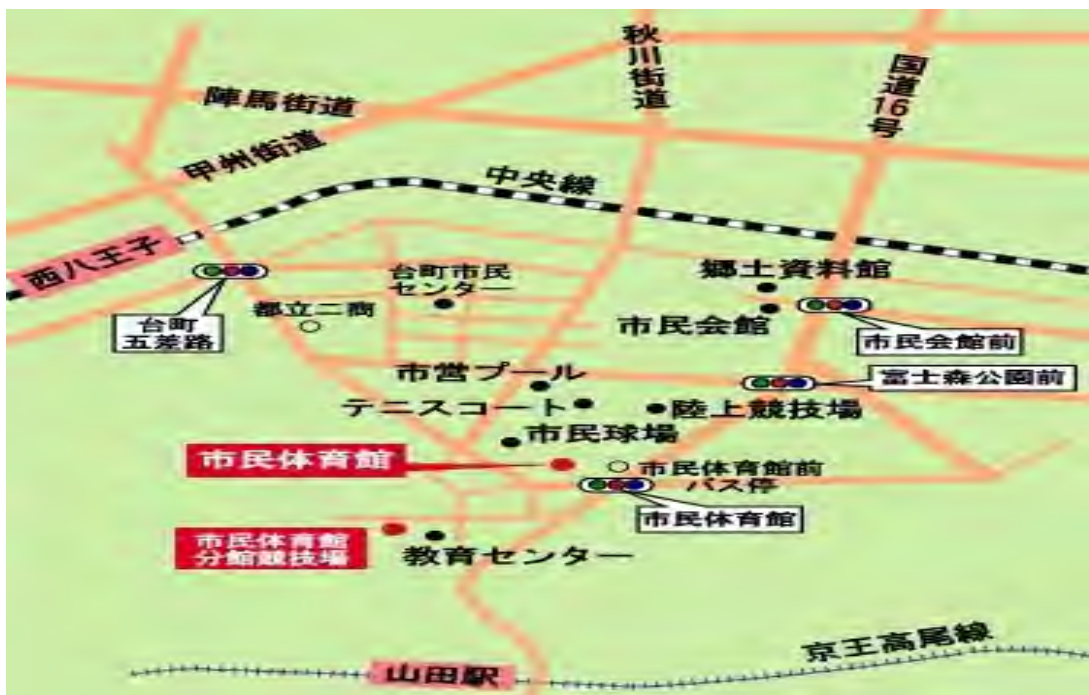 秋川街道
国道16号
陣馬街道
甲州街道
中央線
西八王子
台町市民
センター
郷土資料館
都立二商
台町
五差路
市民会館
市民会館前
市営プール
富士森公園前
テニスコート
陸上競技場
市民球場
市民体育館
市民体育館前
バス停
市民体育館
市民体育館
分館競技場
教育センター
京王高尾線
山田駅